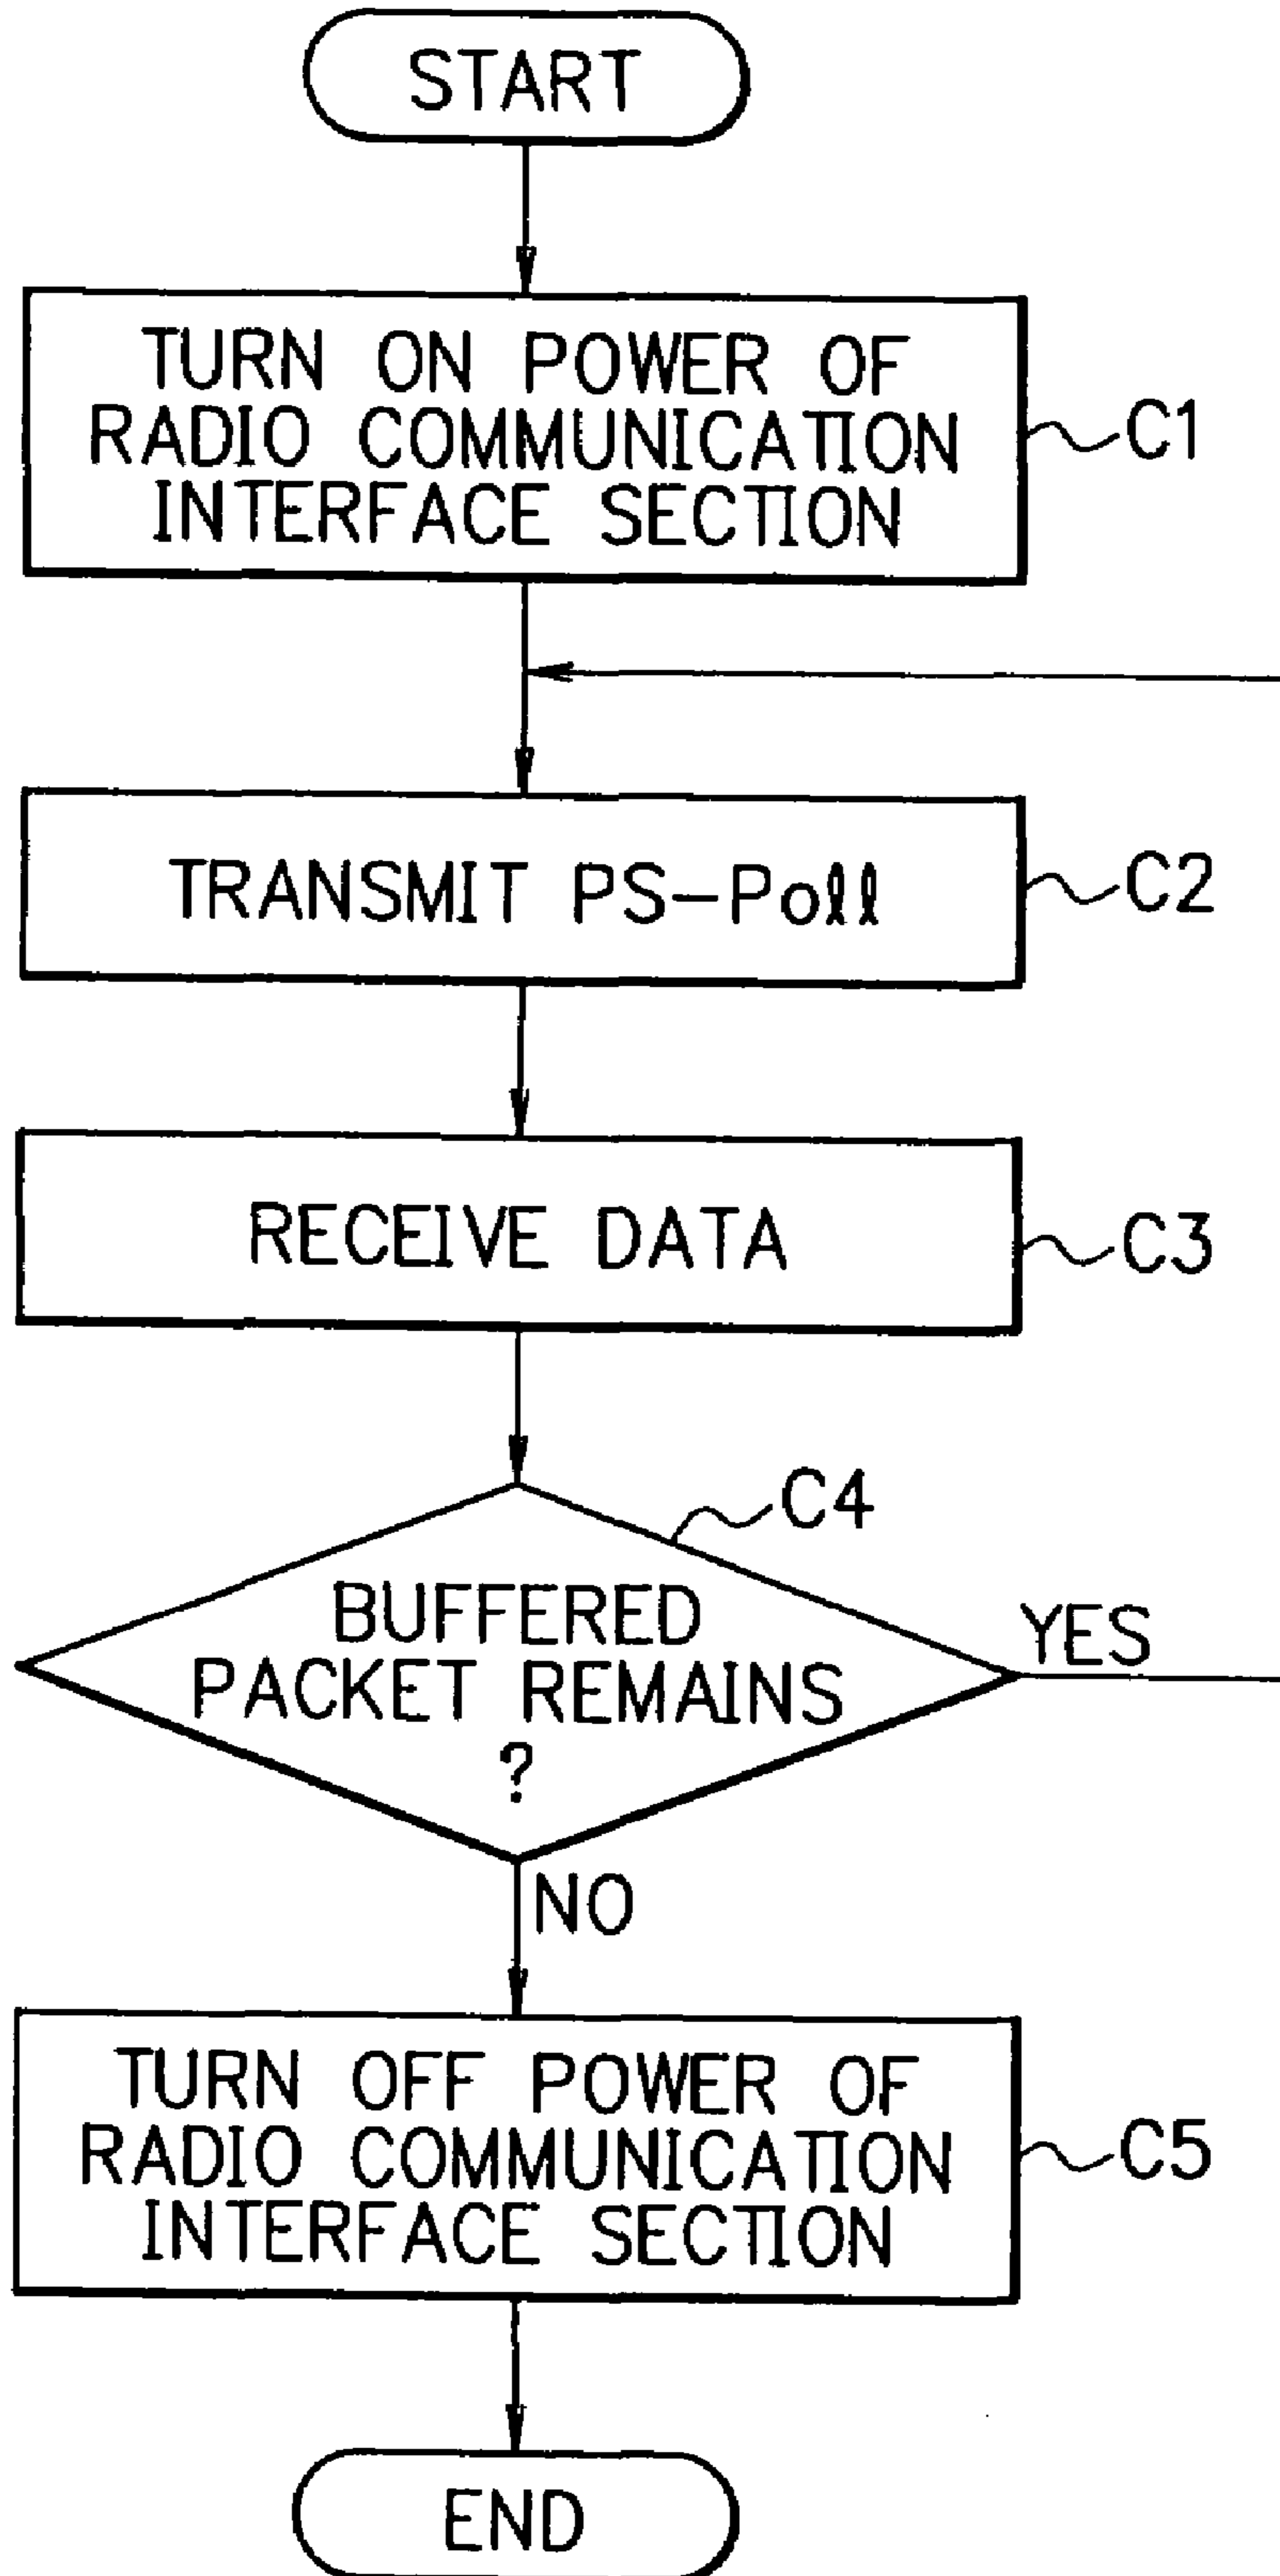 START
TURN ON POWER OF
RADIO COMMUNICATION
INTERFACE SECTION
C1
TRANSMIT PS-Poll
C2
RECEIVE DATA
C3
C4
BUFFERED
PACKET REMAINS
?
YES
NO
TURN OFF POWER OF
RADIO COMMUNICATION
INTERFACE SECTION
C5
END